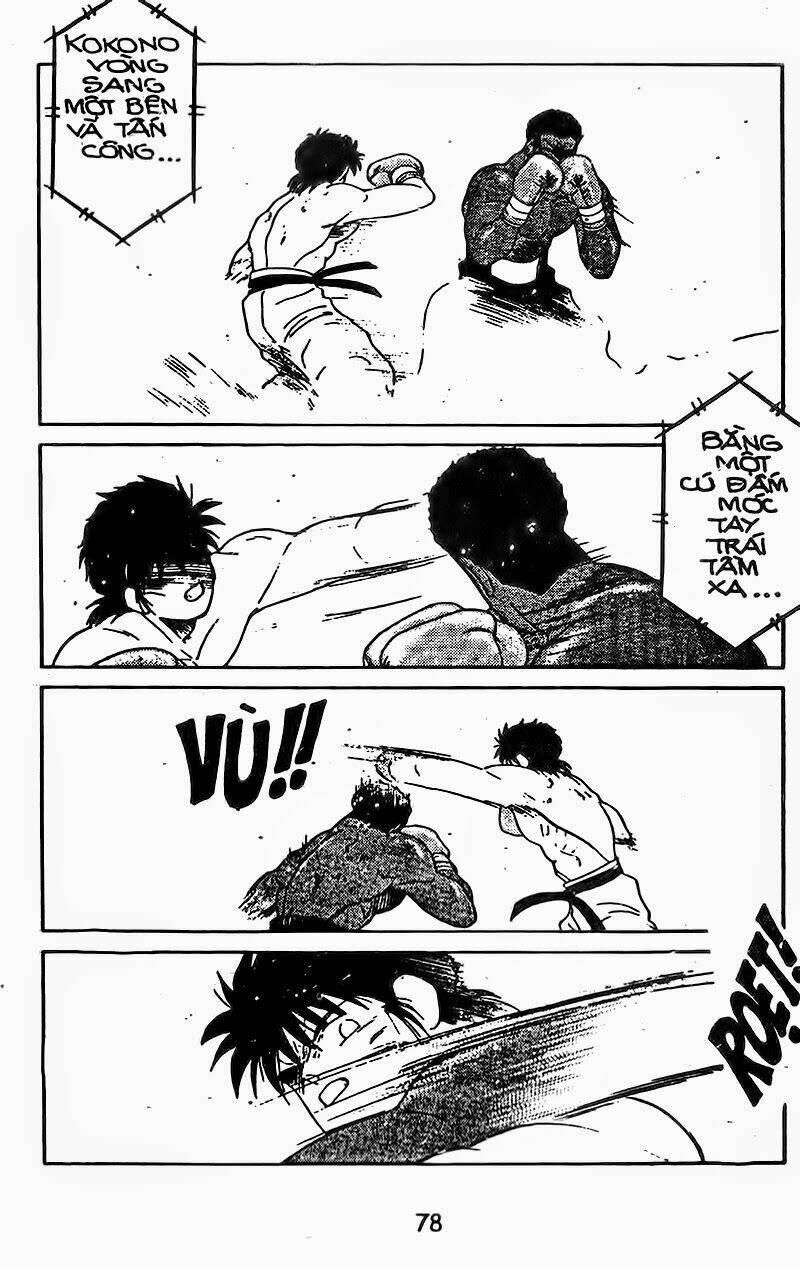 KOKONO
VÒNG
SANG
MỘT BÊN
VÀ TẤN
CÔNG...
BẰNG
MỘT
CÚ ĐẤM
MÓC
TAY
TRÁI
TẦM
XA...
VÙ!!
ROẸT!
78